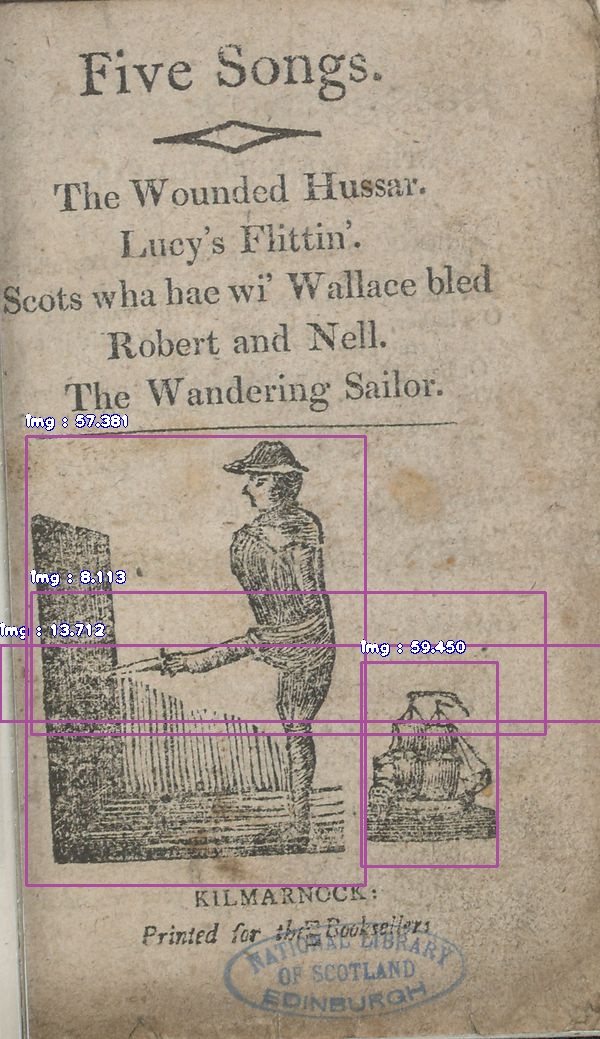 Five Songs.
The Wounded Hussar.
Lucy's Flittin'.
Scots wha hae wi' Wallace bled
Robert and Nell.
The Wandering Sailor.
img : 57.381
img : 8.113
img : 13.712
img : 59.450
KILMARNOCK:
Printed for the Booksellers
NATIONAL LIBRARY
OF SCOTLAND
EDINBURGH